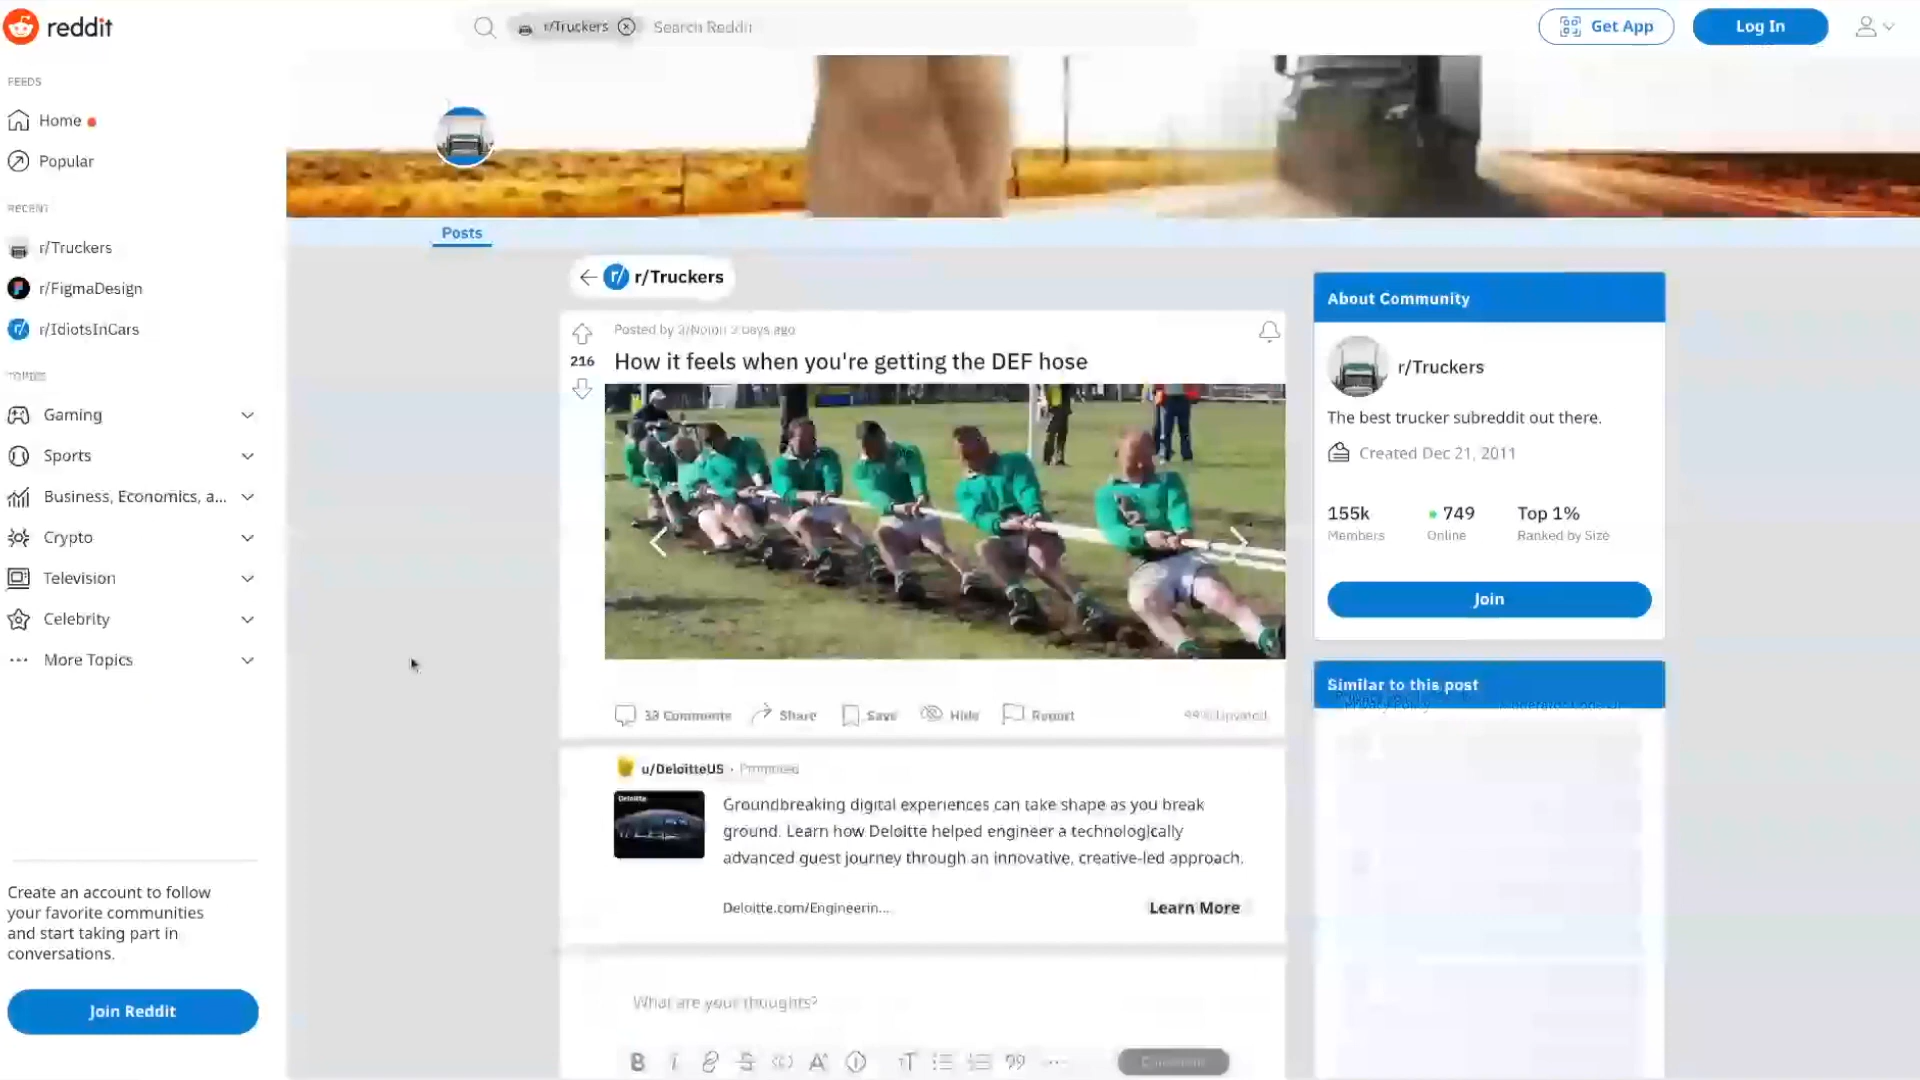 reddit
r/Truckers
Search Reddit
Get App
Log In
FEEDS
Home
Popular
RECENT
r/Truckers
r/FigmaDesign
r/IdiotsInCars
TOPICS
Gaming
Sports
Business, Economics, a...
Crypto
Television
Celebrity
More Topics
Create an account to follow
your favorite communities
and start taking part in
conversations.
Join Reddit
Posts
r/Truckers
Posted by days ago
216
How it feels when you're getting the DEF hose
Comments
Share
Save
Hide
Report
u/DeloitteUS · Promoted
Deloitte
Groundbreaking digital experiences can take shape as you break
ground. Learn how Deloitte helped engineer a technologically
advanced guest journey through an innovative, creative-led approach.
Deloitte.com/Engineerin...
Learn More
What are your thoughts?
About Community
r/Truckers
The best trucker subreddit out there.
Created Dec 21, 2011
155k
Members
749
Online
Top 1%
Ranked by Size
Join
Similar to this post